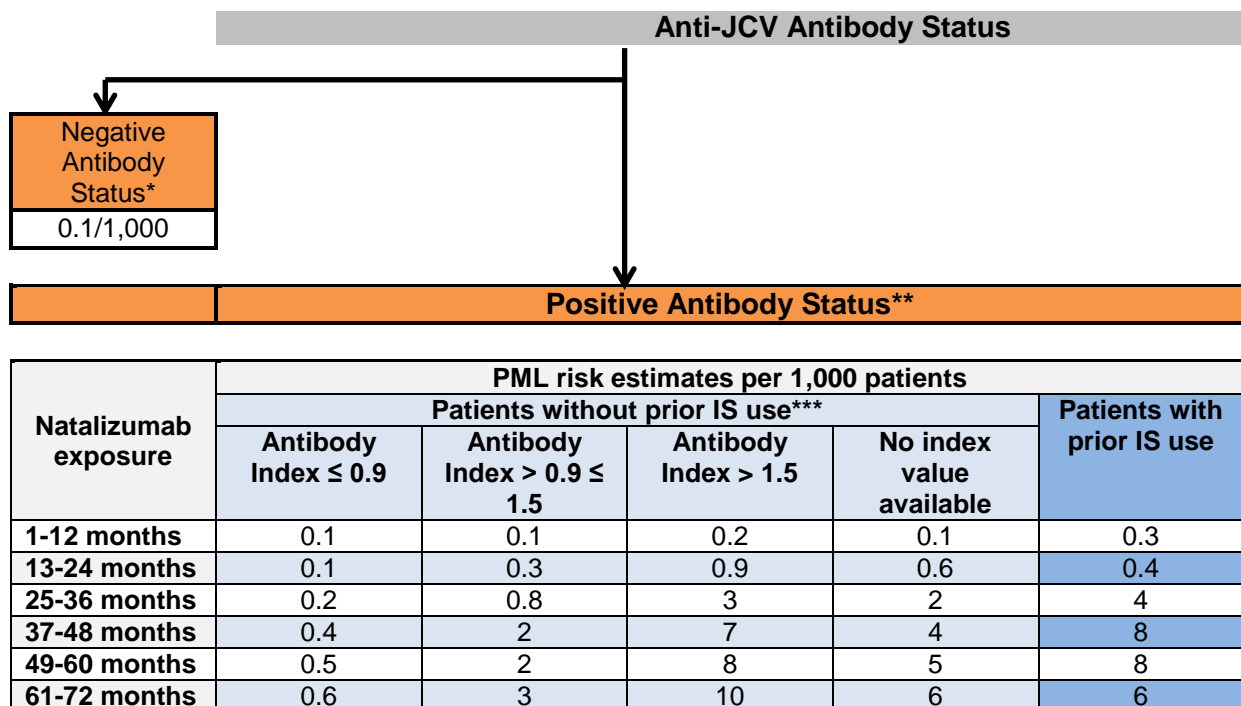 Anti-JCV Antibody Status
Negative
Antibody
Status*
0.1/1,000
Positive Antibody Status**
Natalizumab
exposure
PML risk estimates per 1,000 patients
Patients without prior IS use***
Patients with
prior IS use
Antibody
Index ≤ 0.9
Antibody
Index > 0.9 ≤
1.5
Antibody
Index > 1.5
No index
value
available
1-12 months 0.1 0.1 0.2 0.1 0.3
13-24 months 0.1 0.3 0.9 0.6 0.4
25-36 months 0.2 0.8 3 2 4
37-48 months 0.4 2 7 4 8
49-60 months 0.5 2 8 5 8
61-72 months 0.6 3 10 6 6